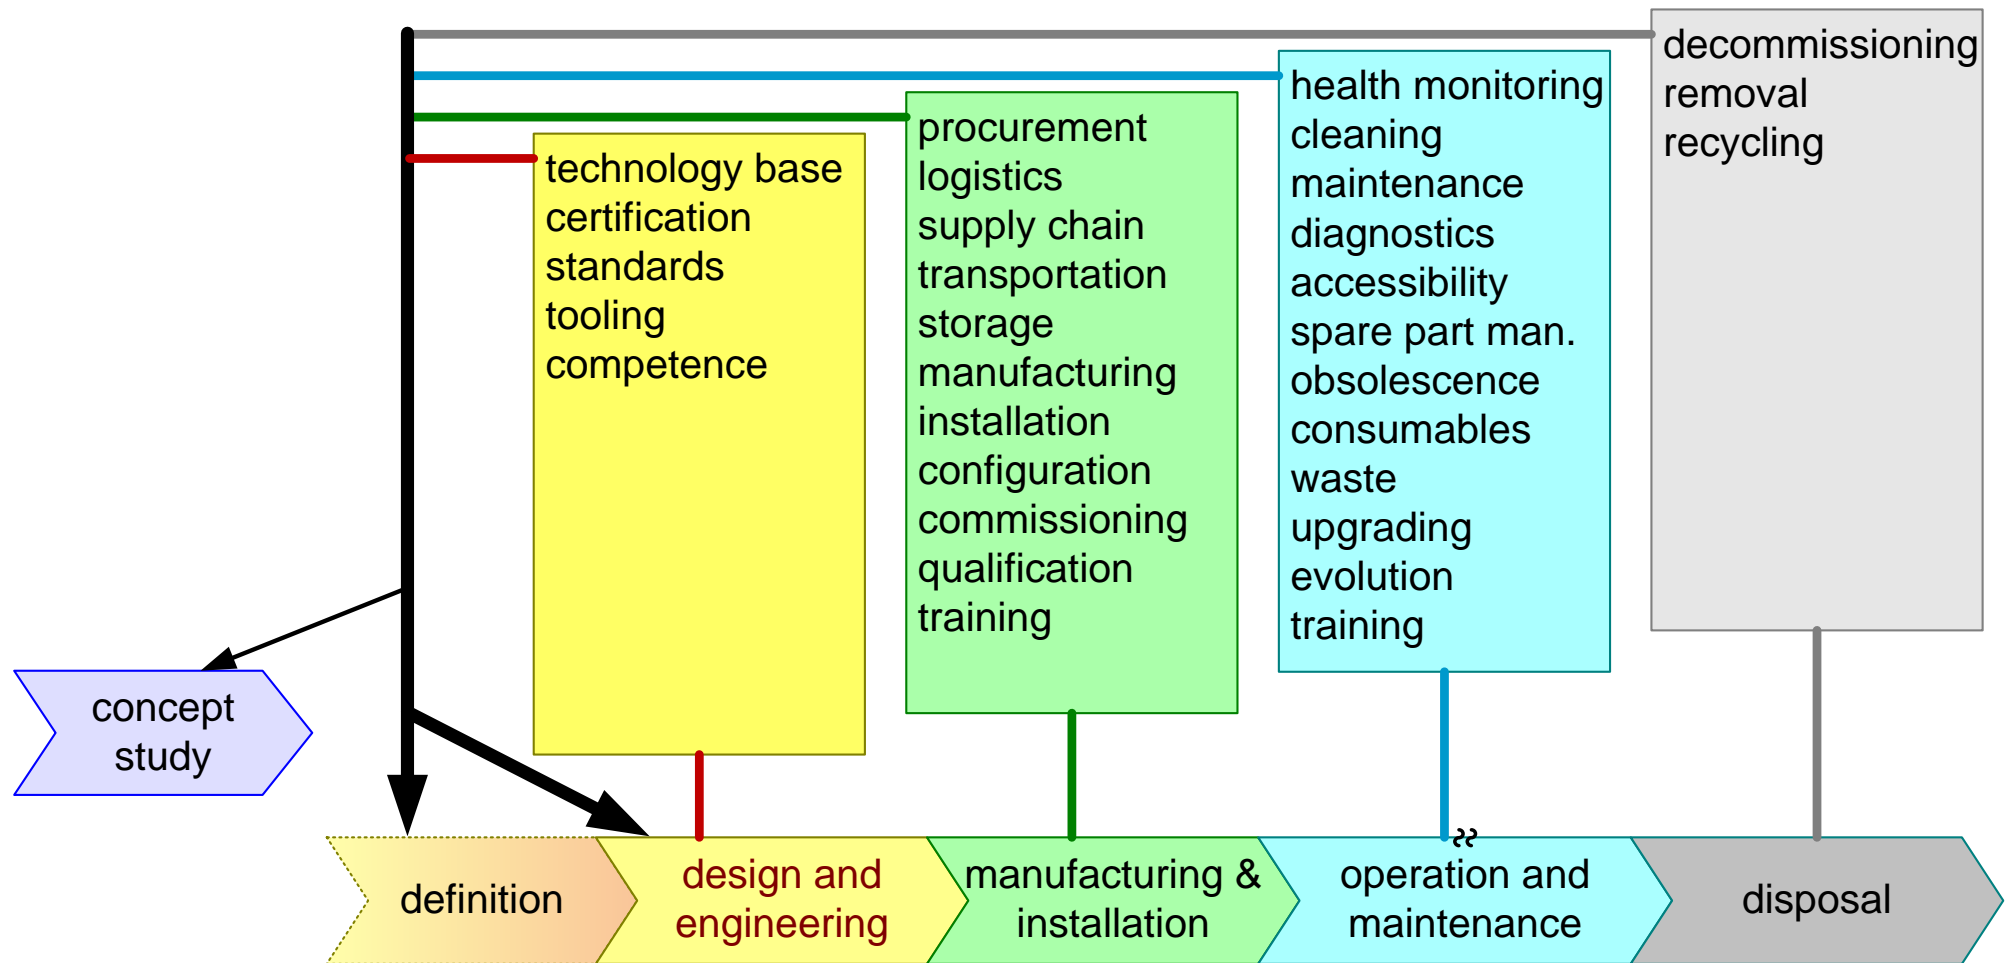 decommissioning
removal
recycling
health monitoring
cleaning
maintenance
diagnostics
accessibility
spare part man.
obsolescence
consumables
waste
upgrading
evolution
training
procurement
logistics
supply chain
transportation
storage
manufacturing
installation
configuration
commissioning
qualification
training
technology base
certification
standards
tooling
competence
concept
study
definition
design and
engineering
manufacturing &
installation
operation and
maintenance
disposal